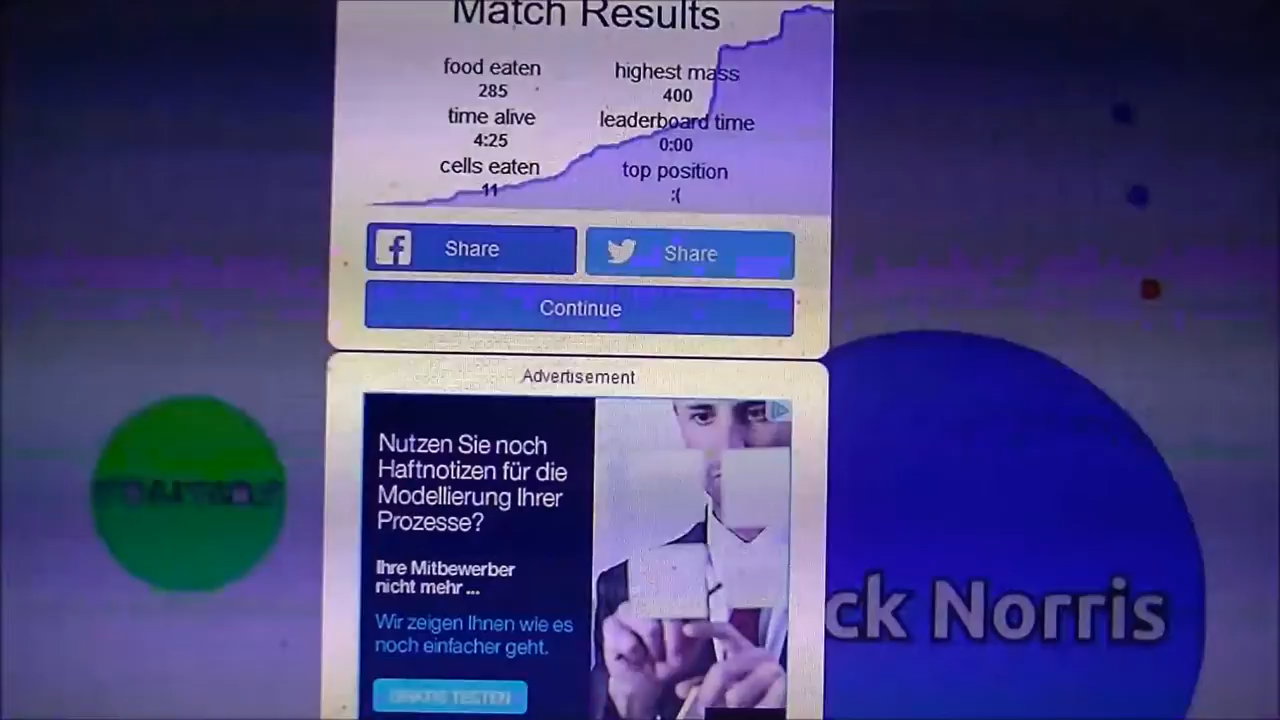 Match Results
food eaten
285
highest mass
400
time alive
4:25
leaderboard time
0:00
cells eaten
11
top position
:(
Share
Share
Continue
Advertisement
Nutzen Sie noch
Haftnotizen für die
Modellierung Ihrer
Prozesse?
Ihre Mitbewerber
nicht mehr ...
Wir zeigen Ihnen wie es
noch einfacher geht.
GRATIS TESTEN
ck Norris